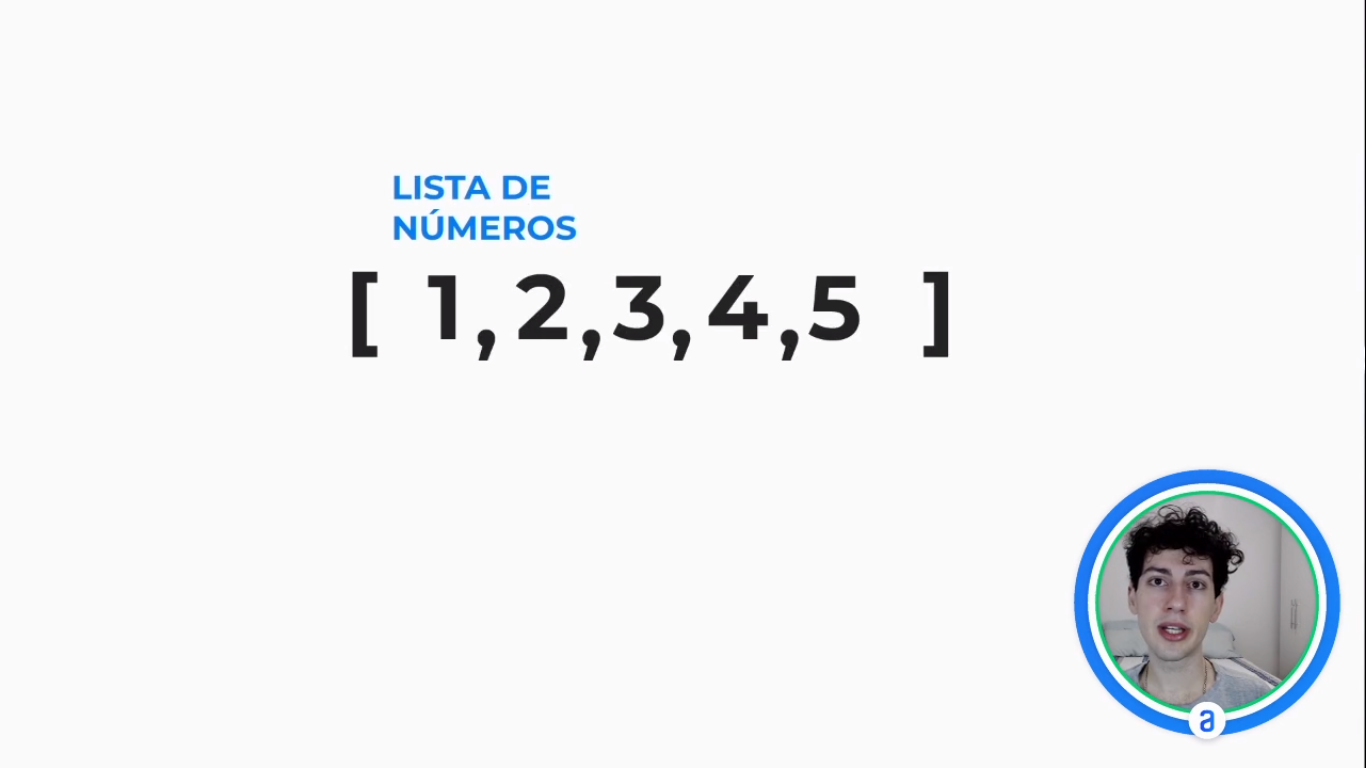 LISTA DE
NÚMEROS
[ 1,2,3,4,5 ]
a